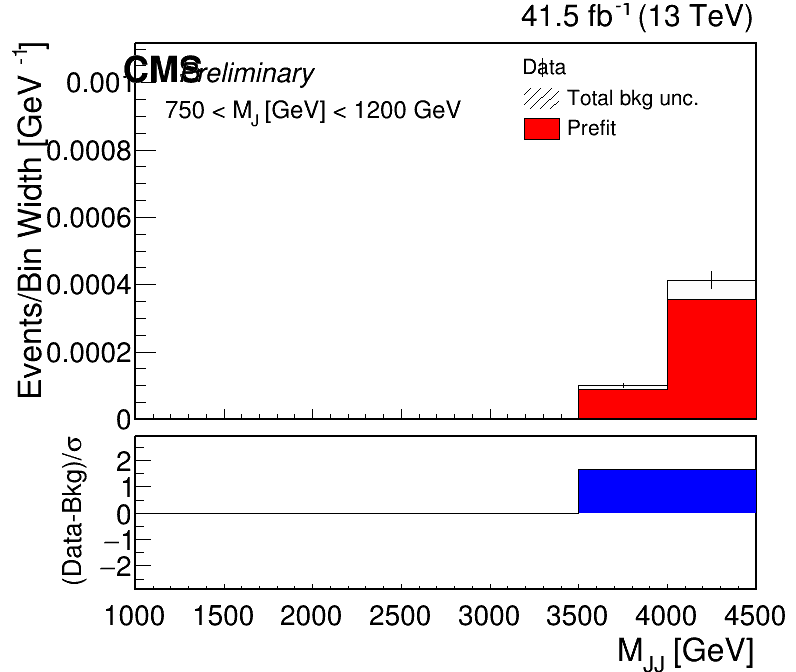 41.5 fb⁻¹ (13 TeV)
CMS Preliminary
750 < M_J [GeV] < 1200 GeV
Data
Total bkg unc.
Prefit
Events/Bin Width [GeV⁻¹]
0.001
0.0008
0.0006
0.0004
0.0002
0
(Data-Bkg)/σ
2
1
0
−1
−2
1000 1500 2000 2500 3000 3500 4000 4500
M_JJ [GeV]